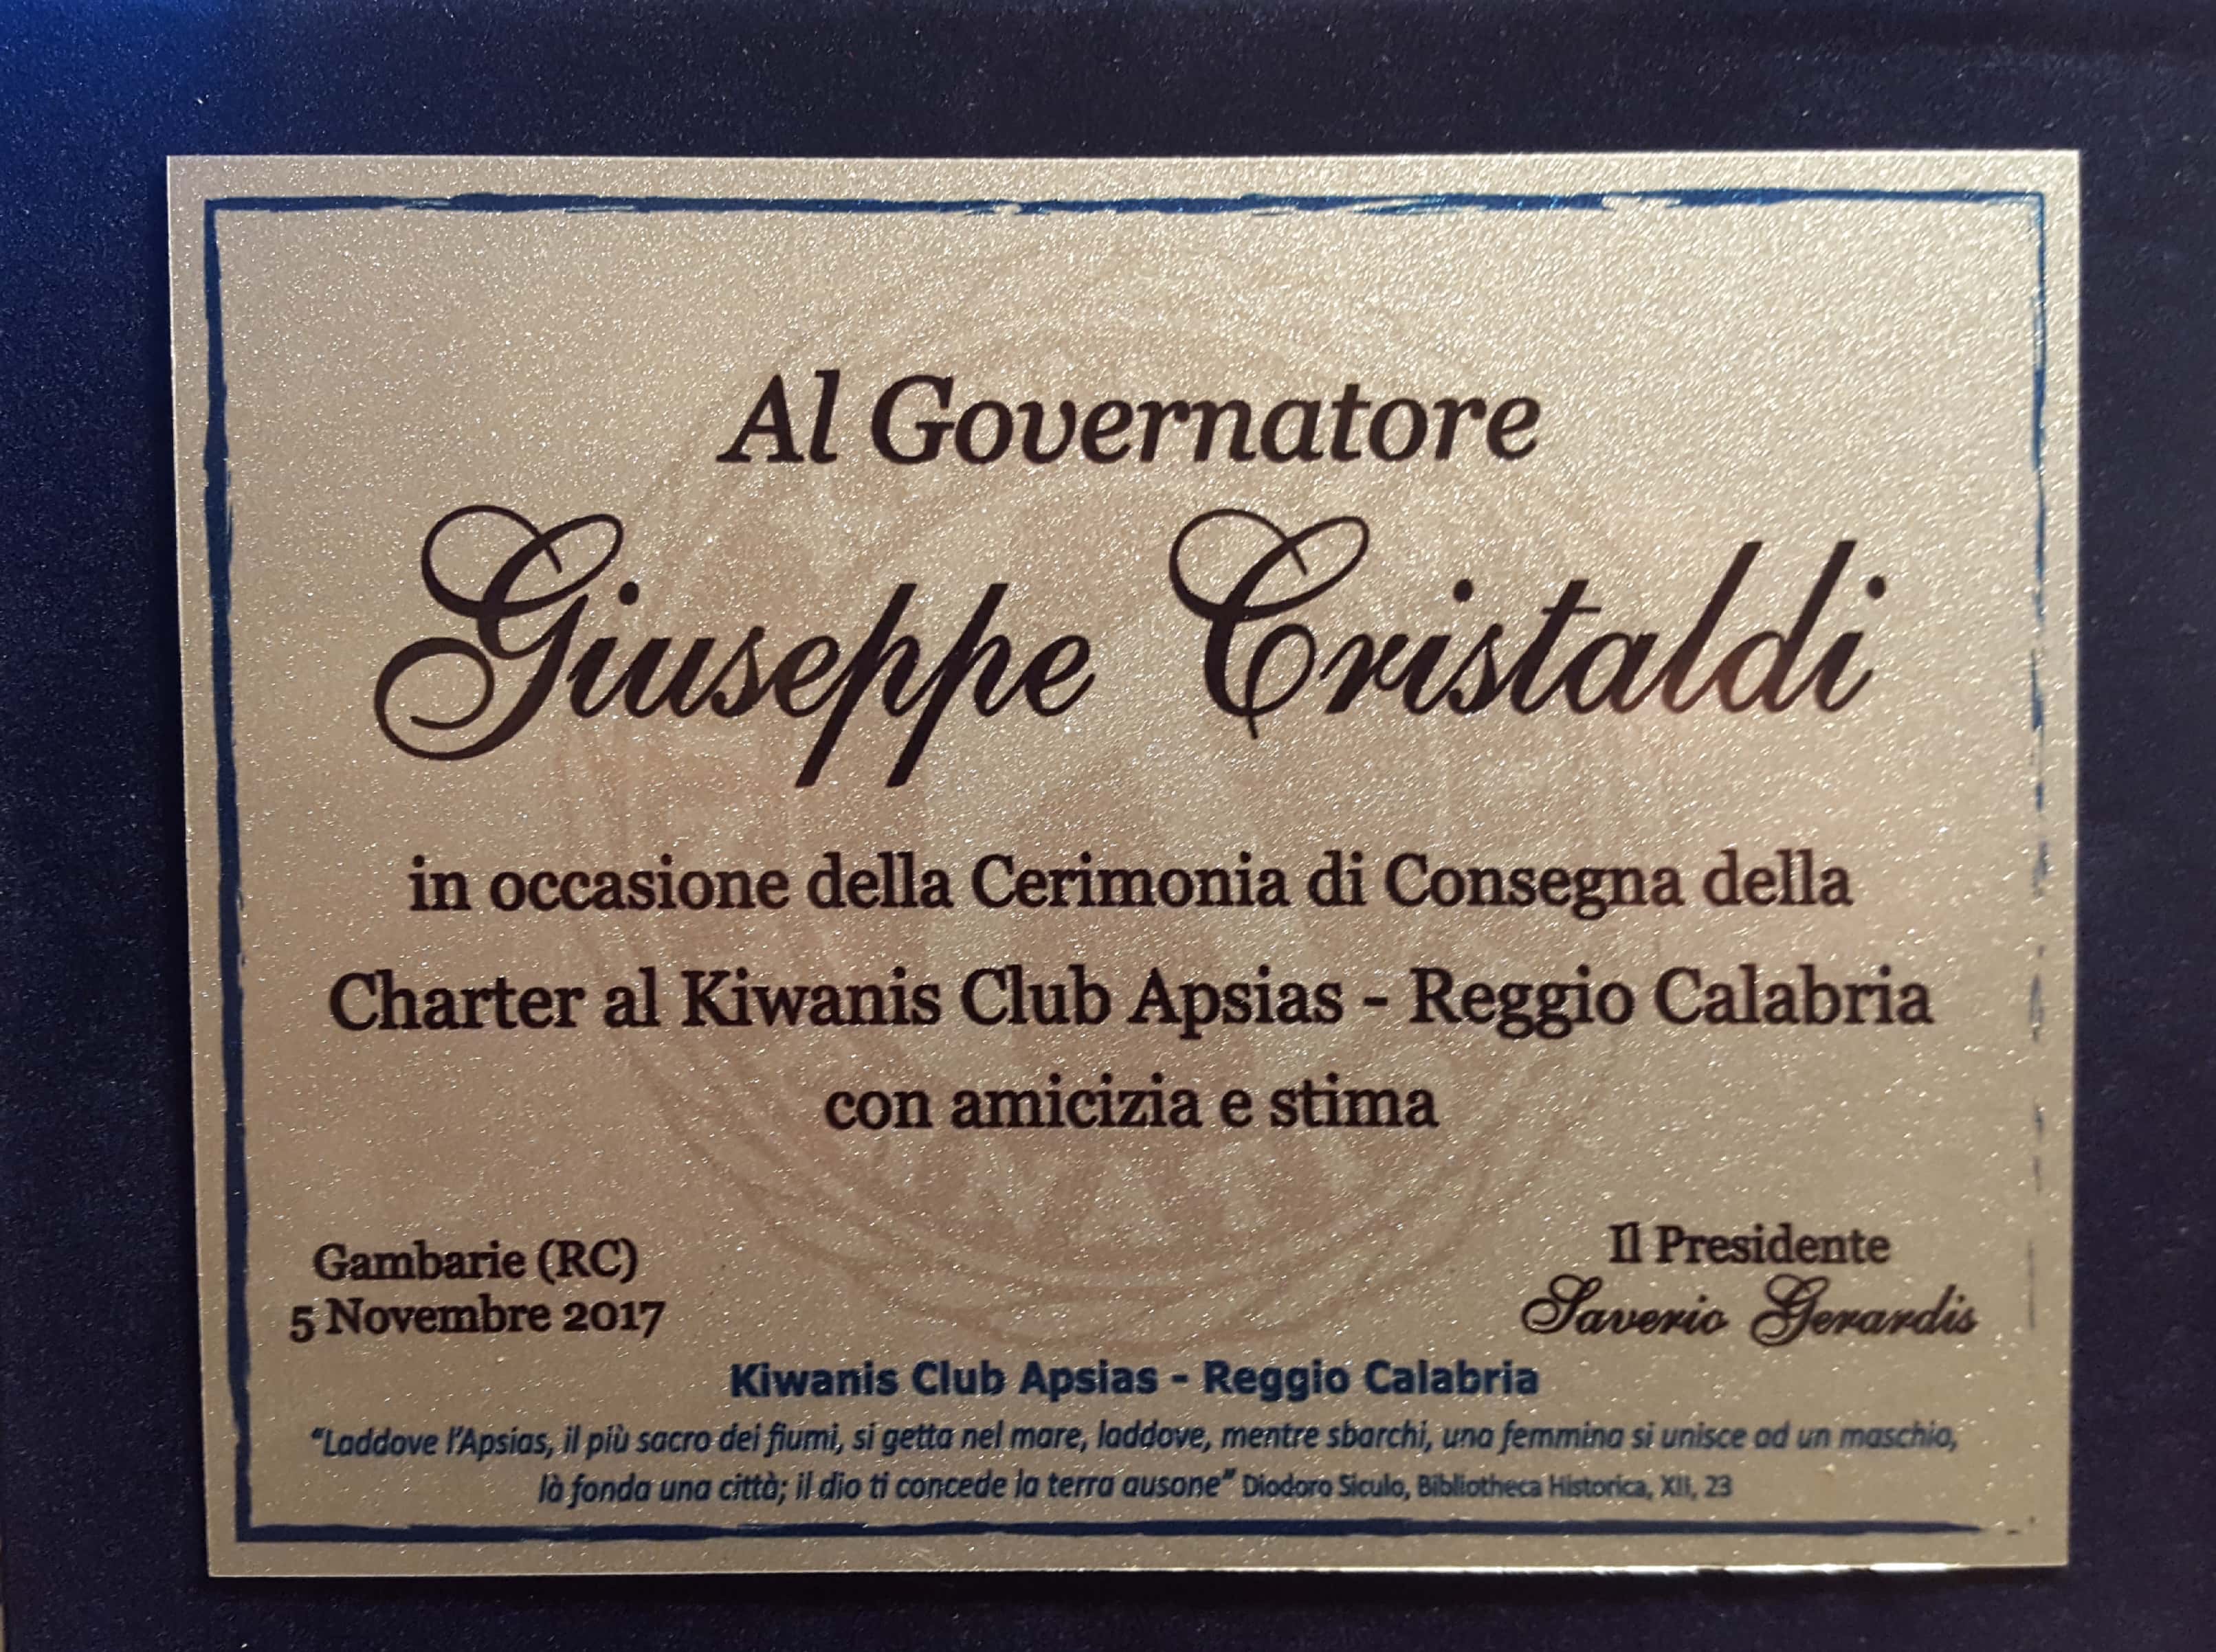 Al Governatore
Giuseppe Cristaldi
in occasione della Cerimonia di Consegna della
Charter al Kiwanis Club Apsias - Reggio Calabria
con amicizia e stima
Gambarie (RC)
5 Novembre 2017
Il Presidente
Saverio Gerardis
Kiwanis Club Apsias - Reggio Calabria
"Laddove l'Apsias, il più sacro dei fiumi, si getta nel mare, laddove, mentre sbarchi, una femmina si unisce ad un maschio,
là fonda una città; il dio ti concede la terra ausone" Diodoro Siculo, Bibliotheca Historica, XII, 23